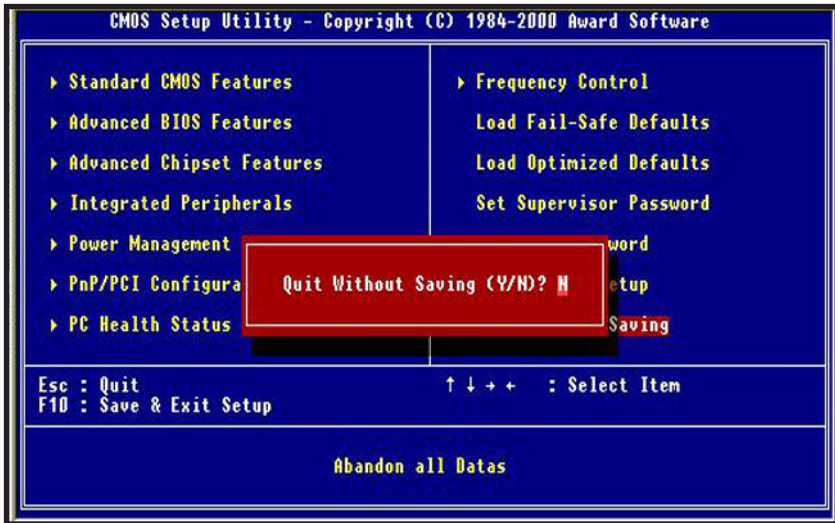 CMOS Setup Utility - Copyright (C) 1984-2000 Award Software
Standard CMOS Features
Advanced BIOS Features
Advanced Chipset Features
Integrated Peripherals
Power Management
PnP/PCI Configura
PC Health Status
Frequency Control
Load Fail-Safe Defaults
Load Optimized Defaults
Set Supervisor Password
word
etup
Saving
Quit Without Saving (Y/N)? N
Esc : Quit
F10 : Save & Exit Setup
↑ ↓ → ← : Select Item
Abandon all Datas